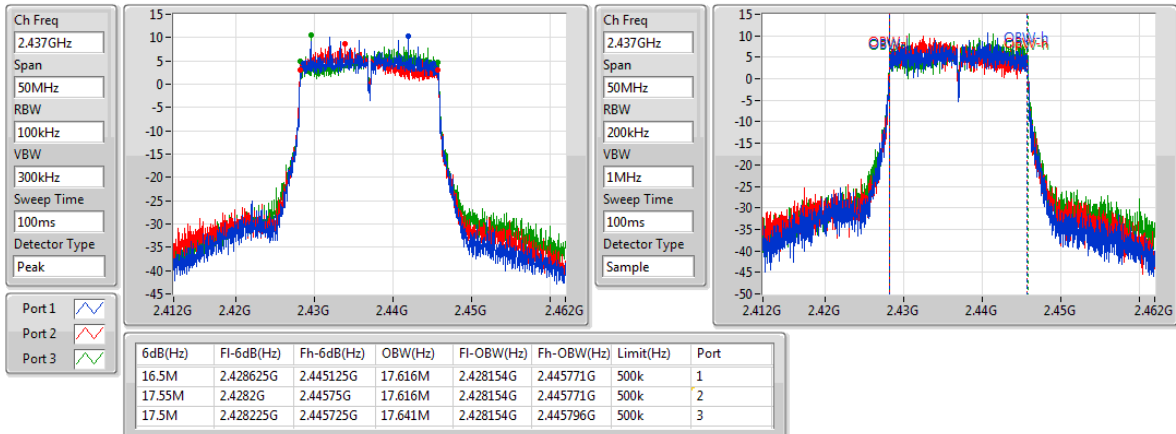 Ch Freq
2.437GHz
Span
50MHz
RBW
100kHz
VBW
300kHz
Sweep Time
100ms
Detector Type
Peak
Port 1
Port 2
Port 3
15
10
5
0
-5
-10
-15
-20
-25
-30
-35
-40
-45
2.412G 2.42G 2.43G 2.44G 2.45G 2.462G
Ch Freq
2.437GHz
Span
50MHz
RBW
200kHz
VBW
1MHz
Sweep Time
100ms
Detector Type
Sample
15
10
5
0
-5
-10
-15
-20
-25
-30
-35
-40
-45
-50
2.412G 2.42G 2.43G 2.44G 2.45G 2.462G
OBW-h
6dB(Hz) Fl-6dB(Hz) Fh-6dB(Hz) OBW(Hz) Fl-OBW(Hz) Fh-OBW(Hz) Limit(Hz) Port
16.5M 2.428625G 2.445125G 17.616M 2.428154G 2.445771G 500k 1
17.55M 2.4282G 2.44575G 17.616M 2.428154G 2.445771G 500k 2
17.5M 2.428225G 2.445725G 17.641M 2.428154G 2.445796G 500k 3